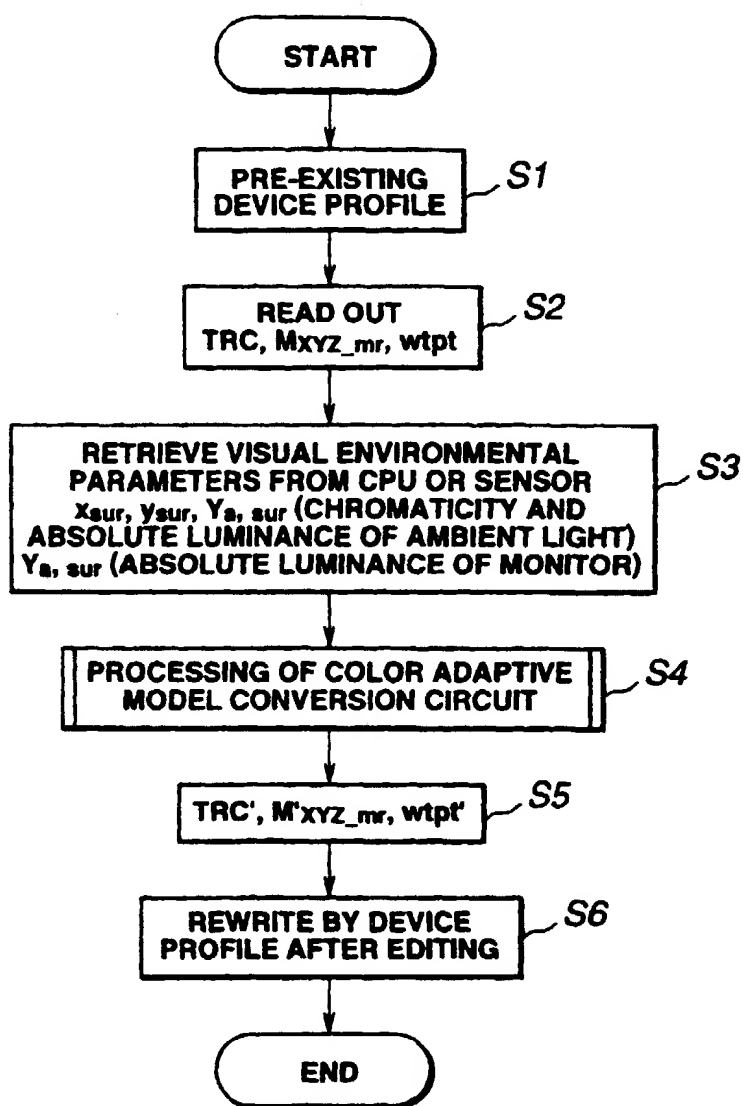 START
PRE-EXISTING
DEVICE PROFILE
S1
READ OUT
TRC, MXYZ_mr, wtpt
S2
RETRIEVE VISUAL ENVIRONMENTAL
PARAMETERS FROM CPU OR SENSOR
xsur, ysur, Ya, sur (CHROMATICITY AND
ABSOLUTE LUMINANCE OF AMBIENT LIGHT)
Ya, sur (ABSOLUTE LUMINANCE OF MONITOR)
S3
PROCESSING OF COLOR ADAPTIVE
MODEL CONVERSION CIRCUIT
S4
TRC', M'XYZ_mr, wtpt'
S5
REWRITE BY DEVICE
PROFILE AFTER EDITING
S6
END